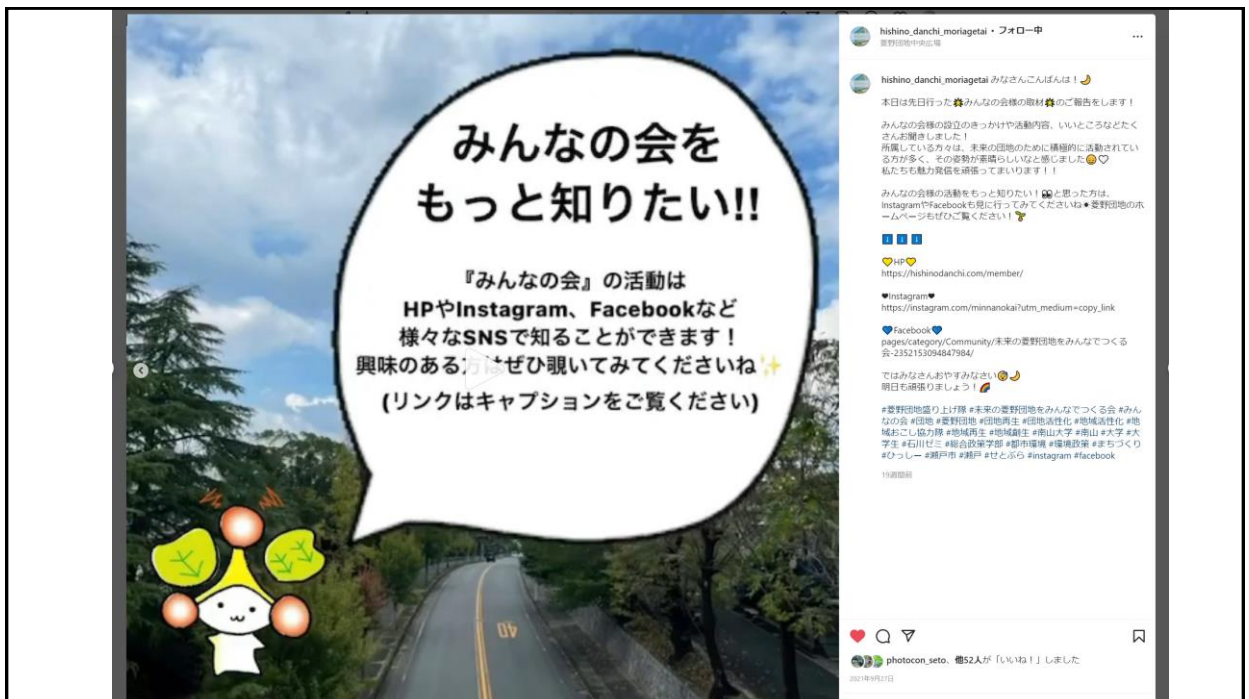 みんなの会を
もっと知りたい!!
『みんなの会』の活動は
HPやInstagram、Facebookなど
様々なSNSで知ることができます！
興味のある方はぜひ覗いてみてくださいね✨
(リンクはキャプションをご覧ください)
40
hishino_danchi_moriagetai • フォロー中
菱野団地中央広場
hishino_danchi_moriagetai みなさんこんばんは！🌙
本日は先日行った🌟みんなの会様の取材🌟のご報告をします！
みんなの会様の設立のきっかけや活動内容、いいところなどたく
さんお聞きしました！
所属している方々は、未来の団地のために積極的に活動されてい
る方が多く、その姿勢が素晴らしいなと感じました😊♡
私たちも魅力発信を頑張ってまいります！！
みんなの会様の活動をもっと知りたい！👀と思った方は、
InstagramやFacebookも見に行ってみてくださいね★菱野団地のホ
ームページもぜひご覧ください！🌱
💛HP💛
https://hishinodanchi.com/member/
♥Instagram♥
https://instagram.com/minnanokai?utm_medium=copy_link
💙Facebook💙
pages/category/Community/未来の菱野団地をみんなでつくる
会-2352153094847984/
ではみなさんおやすみなさい😴🌙
明日も頑張りましょう！🌈
#菱野団地盛り上げ隊 #未来の菱野団地をみんなでつくる会 #みん
なの会 #団地 #菱野団地 #団地再生 #団地活性化 #地域活性化 #地
域おこし協力隊 #地域再生 #地域創生 #南山大学 #南山 #大学 #大
学生 #石川ゼミ #総合政策学部 #都市環境 #環境政策 #まちづくり
#ひっしー #瀬戸市 #瀬戸 #せとぶら #instagram #facebook
19週間前
photocon_seto、他52人が「いいね！」しました
2021年9月27日